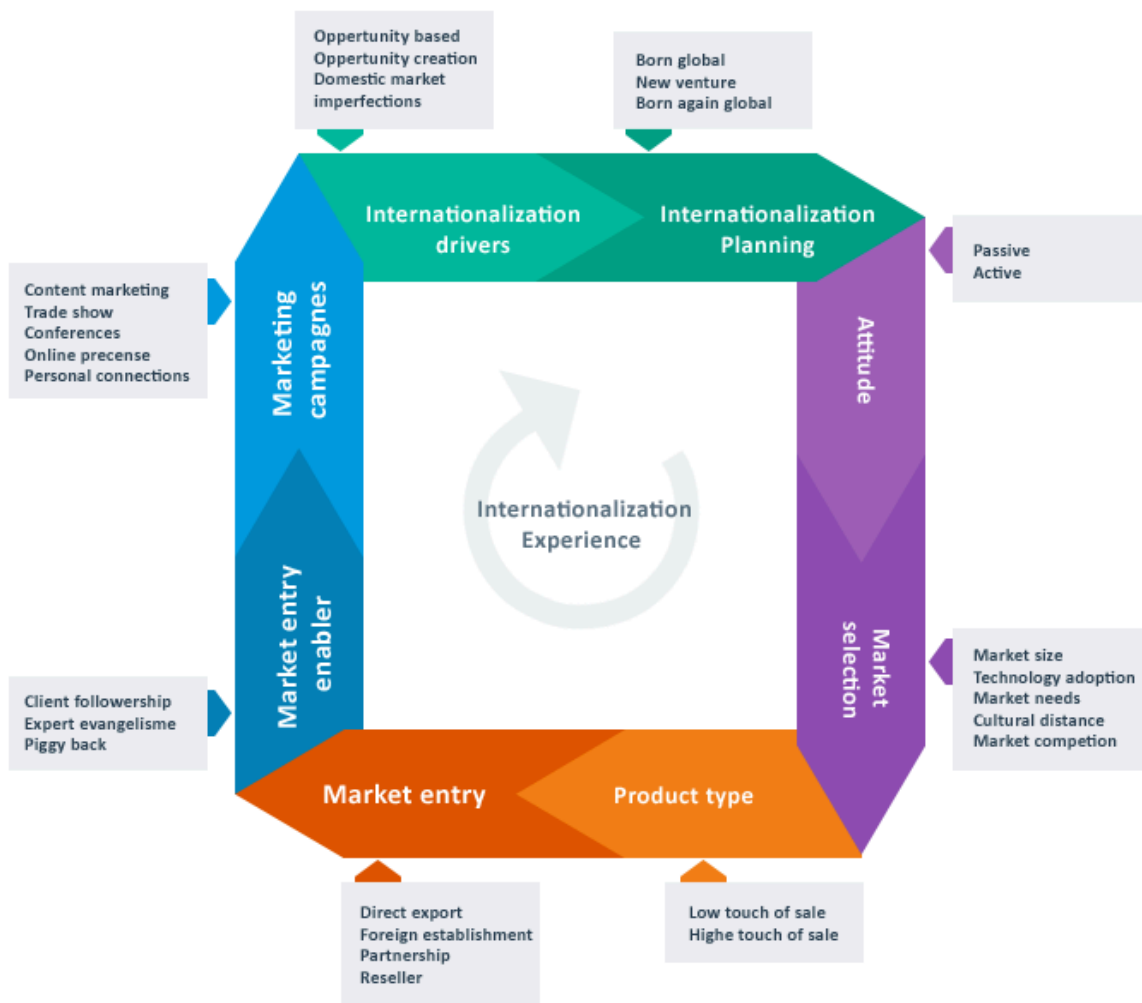 Oppertunity based
Oppertunity creation
Domestic market
imperfections
Born global
New venture
Born again global
Internationalization
drivers
Internationalization
Planning
Passive
Active
Content marketing
Trade show
Conferences
Online precense
Personal connections
Marketing
campagnes
Attitude
Internationalization
Experience
Market entry
enabler
Market
selection
Market size
Technology adoption
Market needs
Cultural distance
Market competion
Client followership
Expert evangelisme
Piggy back
Market entry
Product type
Direct export
Foreign establishment
Partnership
Reseller
Low touch of sale
Highe touch of sale